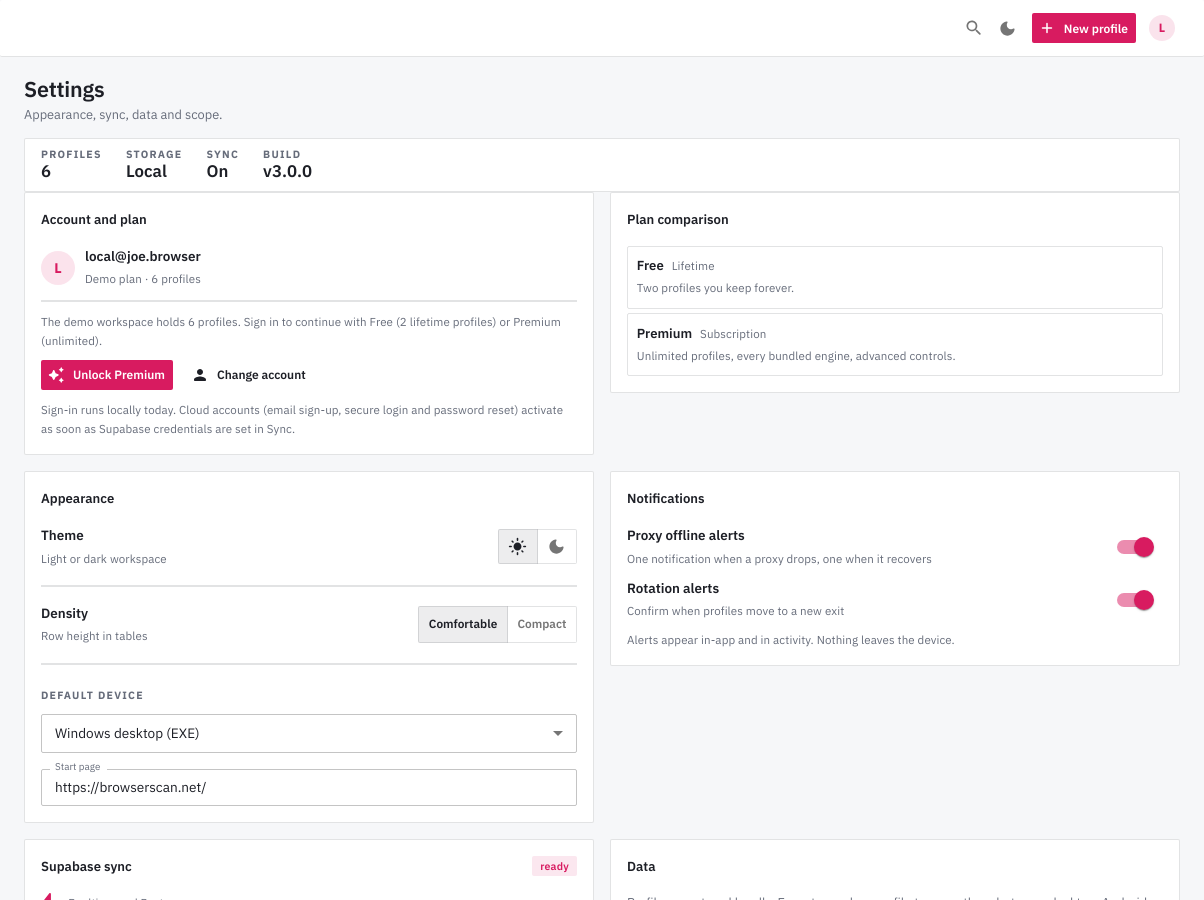 New profile
L
Settings
Appearance, sync, data and scope.
PROFILES
6
STORAGE
Local
SYNC
On
BUILD
v3.0.0
Account and plan
L
local@joe.browser
Demo plan · 6 profiles
The demo workspace holds 6 profiles. Sign in to continue with Free (2 lifetime profiles) or Premium
(unlimited).
Unlock Premium
Change account
Sign-in runs locally today. Cloud accounts (email sign-up, secure login and password reset) activate
as soon as Supabase credentials are set in Sync.
Plan comparison
Free Lifetime
Two profiles you keep forever.
Premium Subscription
Unlimited profiles, every bundled engine, advanced controls.
Appearance
Theme
Light or dark workspace
Density
Row height in tables
Comfortable
Compact
DEFAULT DEVICE
Windows desktop (EXE)
Start page
https://browserscan.net/
Notifications
Proxy offline alerts
One notification when a proxy drops, one when it recovers
Rotation alerts
Confirm when profiles move to a new exit
Alerts appear in-app and in activity. Nothing leaves the device.
Supabase sync
ready
Data